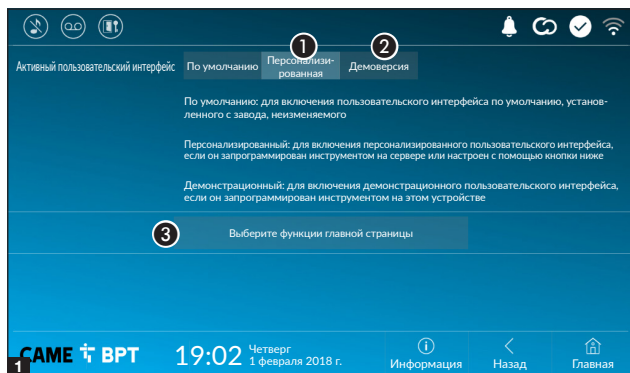 Активный пользовательский интерфейс
По умолчанию
Персонализи-
рованная
Демоверсия
1
2
По умолчанию: для включения пользовательского интерфейса по умолчанию, установ-
ленного с завода, неизменяемого
Персонализированный: для включения персонализированного пользовательского интерфейса,
если он запрограммирован инструментом на сервере или настроен с помощью кнопки ниже
Демонстрационный: для включения демонстрационного пользовательского интерфейса,
если он запрограммирован инструментом на этом устройстве
3
Выберите функции главной страницы
1
CAME BPT
19:02
Четверг
1 февраля 2018 г.
Информация
Назад
Главная